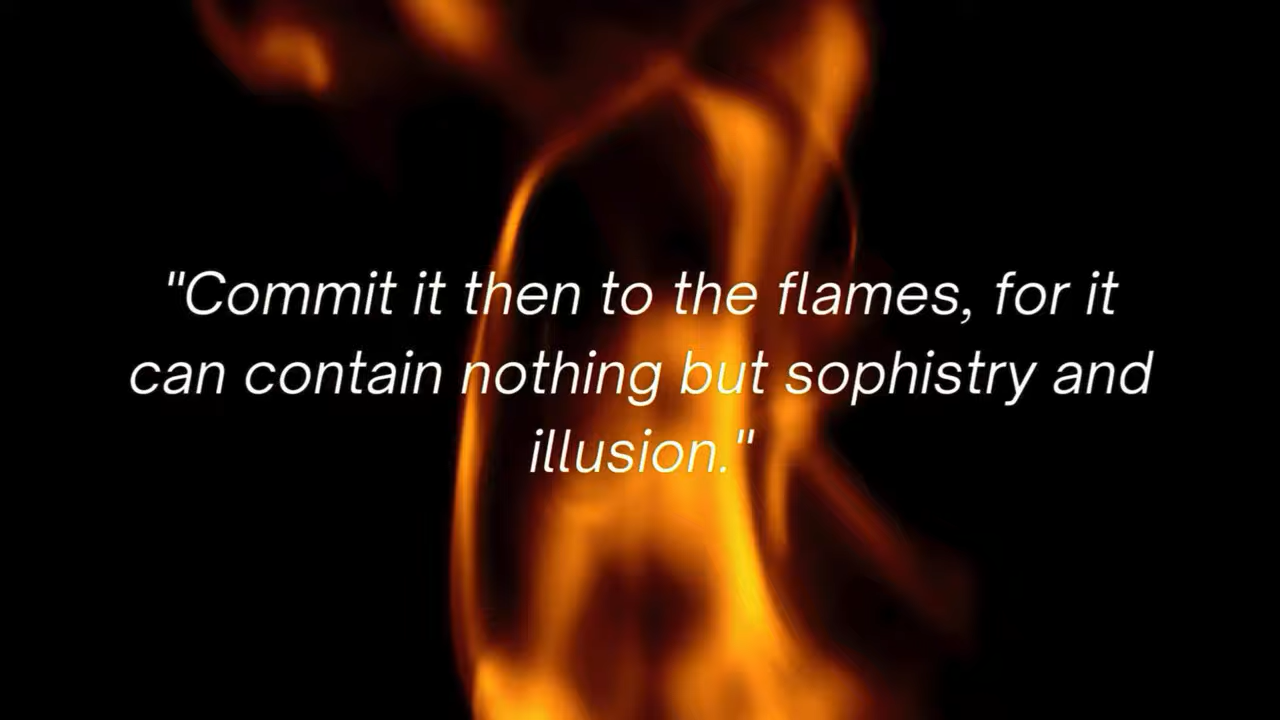 "Commit it then to the flames, for it
can contain nothing but sophistry and
illusion."